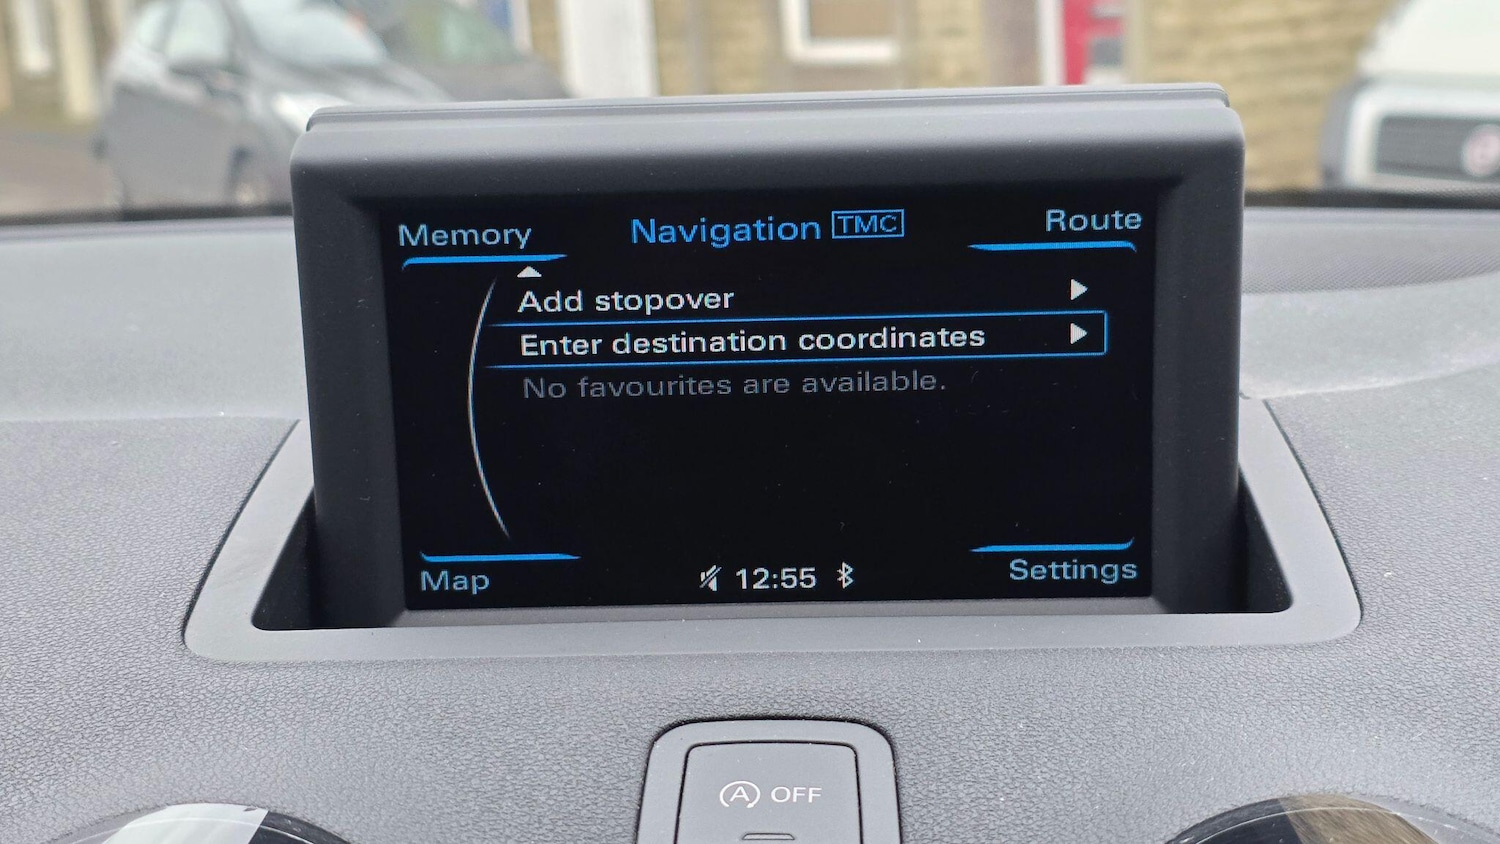 Memory
Navigation TMC
Route
Add stopover
Enter destination coordinates
No favourites are available.
Map
12:55
Settings
A OFF